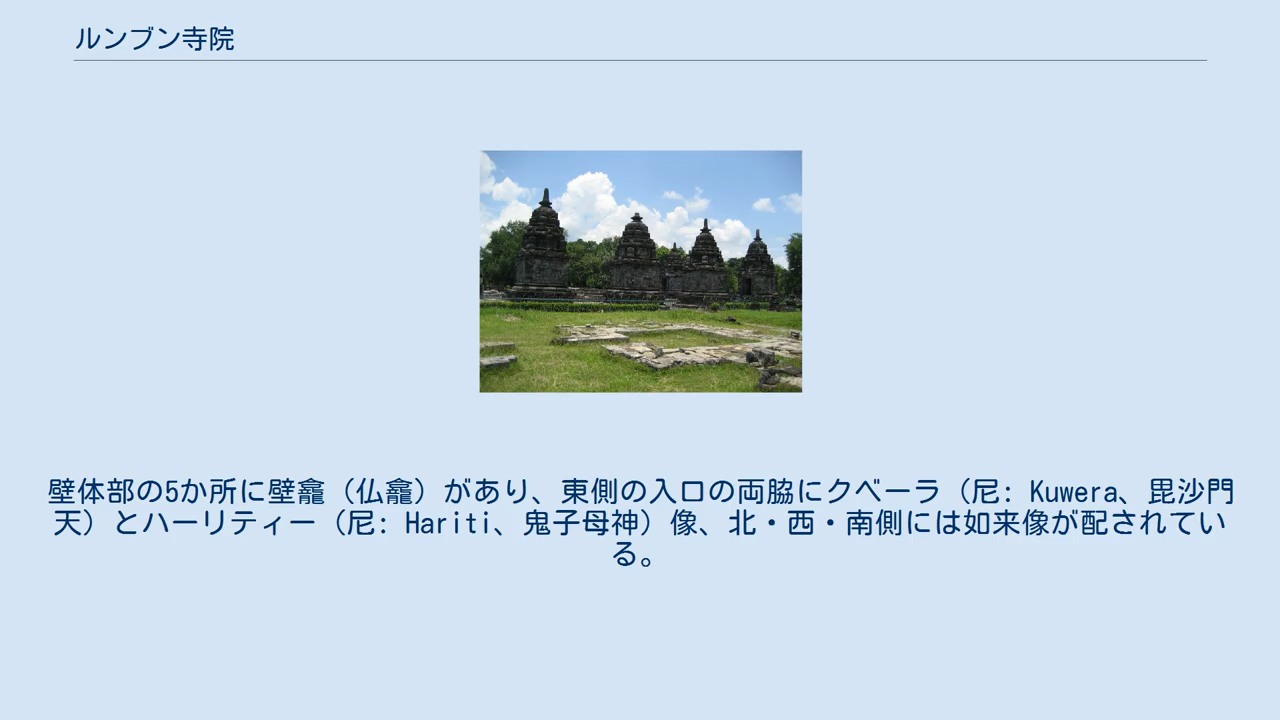 ルンブン寺院
壁体部の5か所に壁龕（仏龕）があり、東側の入口の両脇にクベーラ（尼: Kuwera、毘沙門
天）とハーリティー（尼: Hariti、鬼子母神）像、北・西・南側には如来像が配されてい
る。